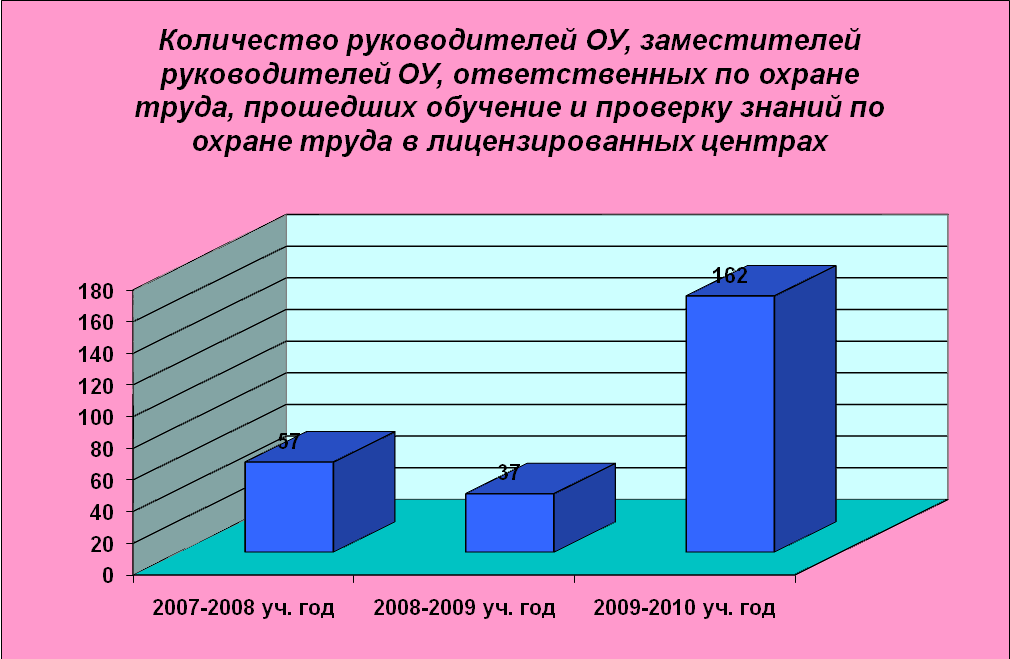 Количество руководителей ОУ, заместителей
руководителей ОУ, ответственных по охране
труда, прошедших обучение и проверку знаний по
охране труда в лицензированных центрах
180
160
140
120
100
80
60
40
20
0
57
37
162
2007-2008 уч. год
2008-2009 уч. год
2009-2010 уч. год